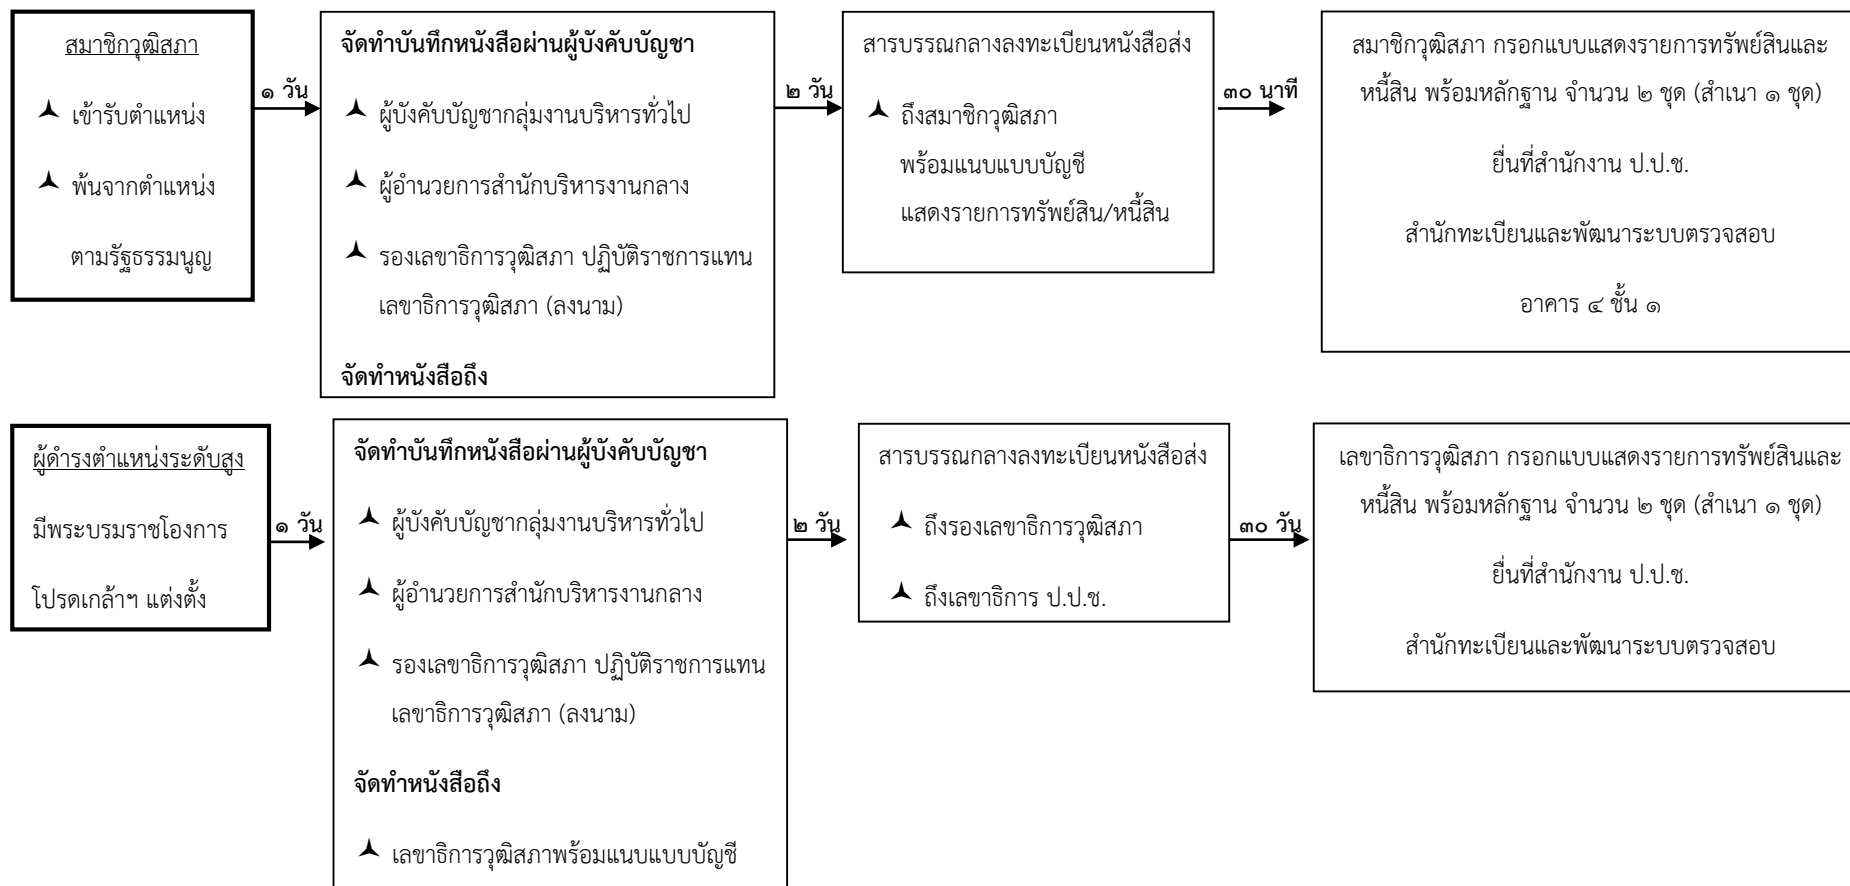 สมาชิกวุฒิสภา
เข้ารับตำแหน่ง
พ้นจากตำแหน่ง
ตามรัฐธรรมนูญ
๑ วัน
จัดทำบันทึกหนังสือผ่านผู้บังคับบัญชา
ผู้บังคับบัญชากลุ่มงานบริหารทั่วไป
ผู้อำนวยการสำนักบริหารงานกลาง
รองเลขาธิการวุฒิสภา ปฏิบัติราชการแทน
เลขาธิการวุฒิสภา (ลงนาม)
จัดทำหนังสือถึง
๒ วัน
สารบรรณกลางลงทะเบียนหนังสือส่ง
ถึงสมาชิกวุฒิสภา
พร้อมแนบแบบบัญชี
แสดงรายการทรัพย์สิน/หนี้สิน
๓๐ นาที
สมาชิกวุฒิสภา กรอกแบบแสดงรายการทรัพย์สินและ
หนี้สิน พร้อมหลักฐาน จำนวน ๒ ชุด (สำเนา ๑ ชุด)
ยื่นที่สำนักงาน ป.ป.ช.
สำนักทะเบียนและพัฒนาระบบตรวจสอบ
อาคาร ๔ ชั้น ๑
ผู้ดำรงตำแหน่งระดับสูง
มีพระบรมราชโองการ
โปรดเกล้าฯ แต่งตั้ง
๑ วัน
จัดทำบันทึกหนังสือผ่านผู้บังคับบัญชา
ผู้บังคับบัญชากลุ่มงานบริหารทั่วไป
ผู้อำนวยการสำนักบริหารงานกลาง
รองเลขาธิการวุฒิสภา ปฏิบัติราชการแทน
เลขาธิการวุฒิสภา (ลงนาม)
จัดทำหนังสือถึง
เลขาธิการวุฒิสภาพร้อมแนบแบบบัญชี
๒ วัน
สารบรรณกลางลงทะเบียนหนังสือส่ง
ถึงรองเลขาธิการวุฒิสภา
ถึงเลขาธิการ ป.ป.ช.
๓๐ วัน
เลขาธิการวุฒิสภา กรอกแบบแสดงรายการทรัพย์สินและ
หนี้สิน พร้อมหลักฐาน จำนวน ๒ ชุด (สำเนา ๑ ชุด)
ยื่นที่สำนักงาน ป.ป.ช.
สำนักทะเบียนและพัฒนาระบบตรวจสอบ